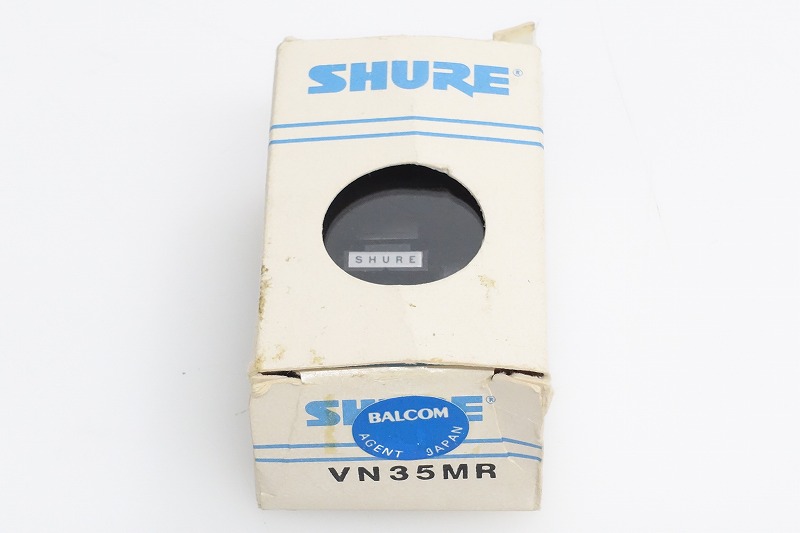 SHURE®
SHURE
SHURE®
BALCOM
AGENT JAPAN
VN35MR